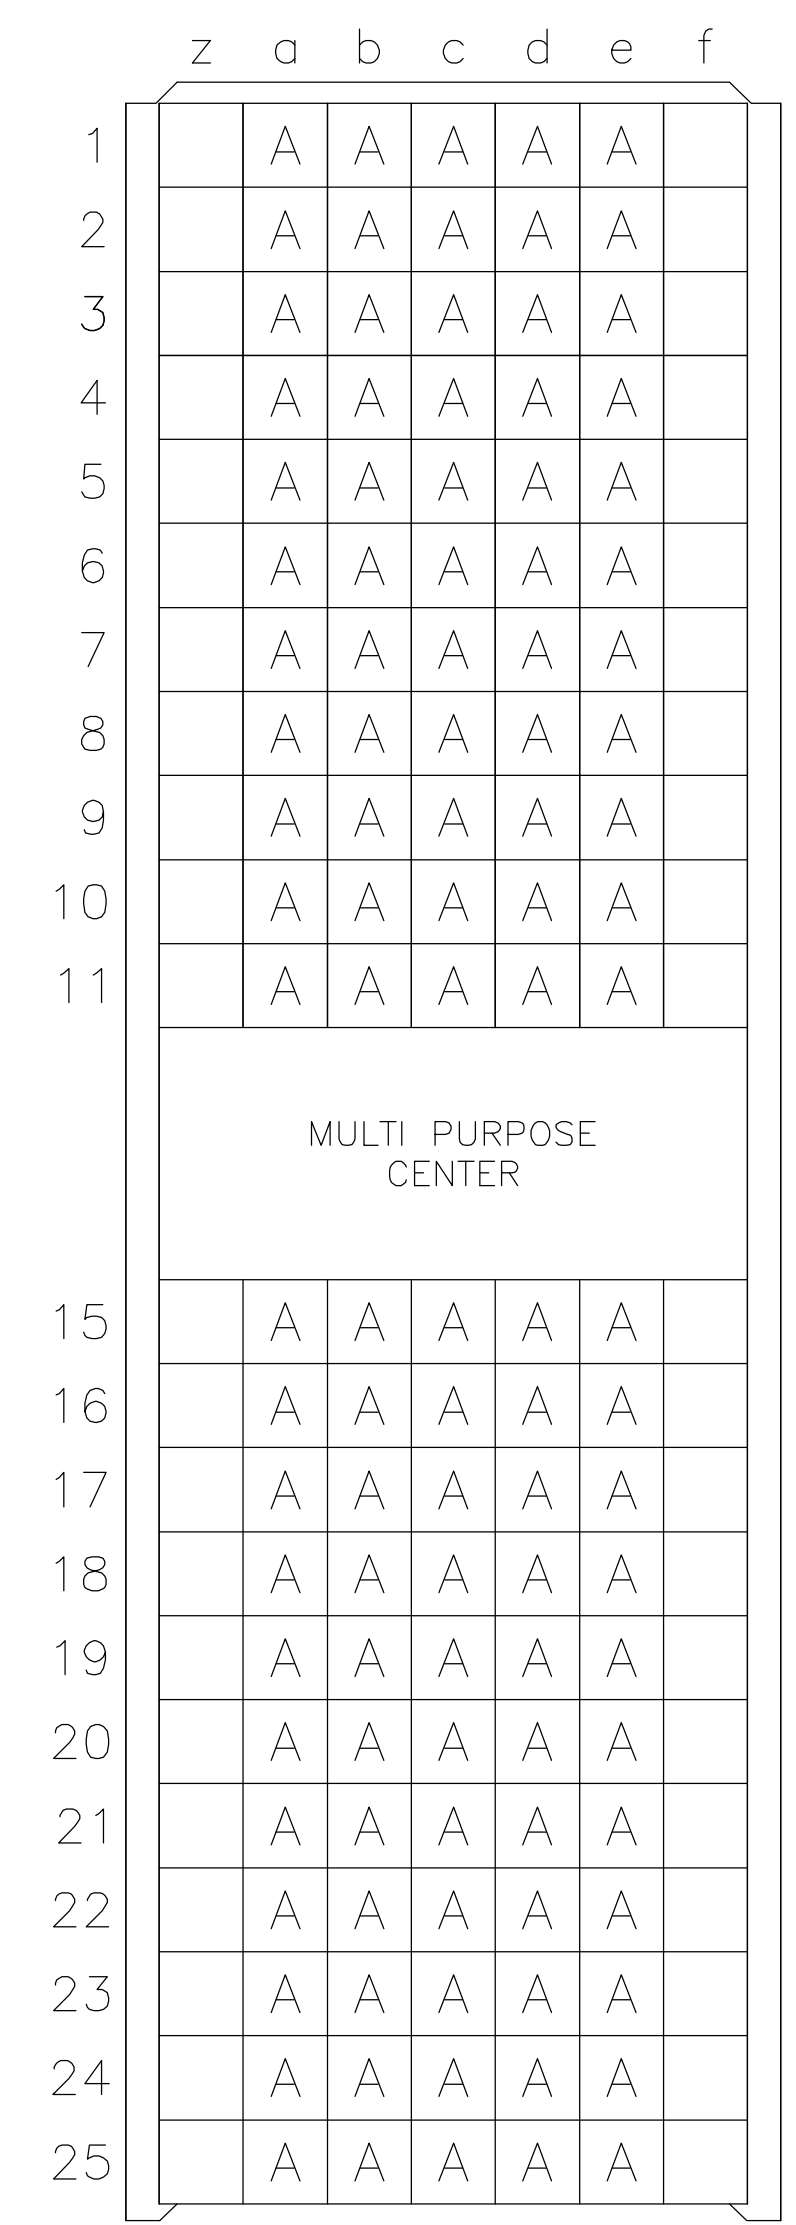 z a b c d e f
1 A A A A A
2 A A A A A
3 A A A A A
4 A A A A A
5 A A A A A
6 A A A A A
7 A A A A A
8 A A A A A
9 A A A A A
10 A A A A A
11 A A A A A
MULTI PURPOSE
CENTER
15 A A A A A
16 A A A A A
17 A A A A A
18 A A A A A
19 A A A A A
20 A A A A A
21 A A A A A
22 A A A A A
23 A A A A A
24 A A A A A
25 A A A A A